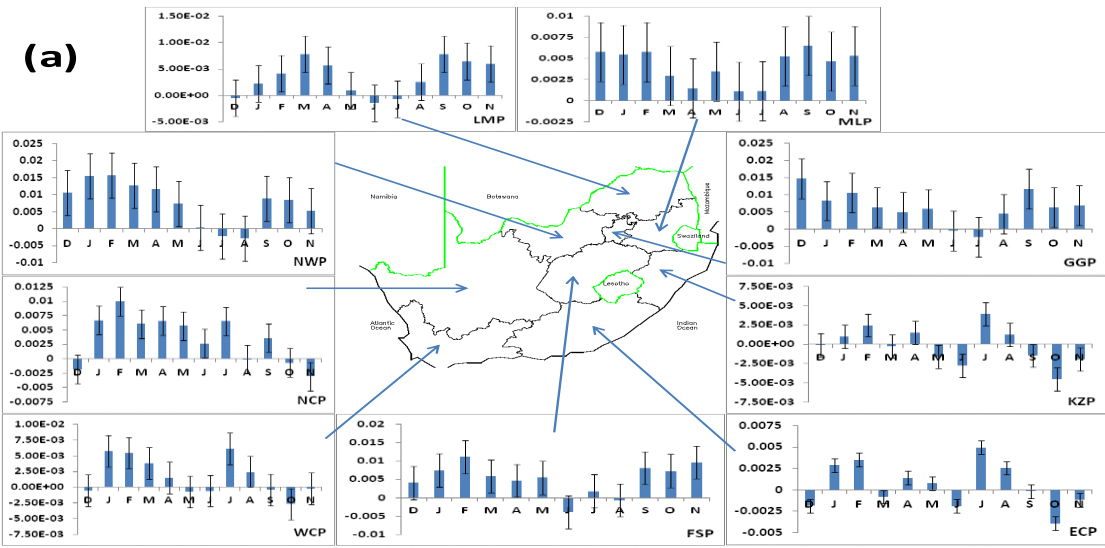 (a)
1.50E-02
1.00E-02
5.00E-03
0.00E+00
-5.00E-03
D J F M A M J J A S O N
LMP
0.01
0.0075
0.005
0.0025
0
-0.0025
D J F M A M J J A S O N
MLP
0.025
0.02
0.015
0.01
0.005
0
-0.005
-0.01
D J F M A M J J A S O N
NWP
Namibia
Botswana
Mozambique
Swaziland
Lesotho
Atlantic
Ocean
Indian
Ocean
0.025
0.02
0.015
0.01
0.005
0
-0.005
-0.01
D J F M A M J J A S O N
GGP
0.0125
0.01
0.0075
0.005
0.0025
0
-0.0025
-0.005
-0.0075
D J F M A M J J A S O N
NCP
7.50E-03
5.00E-03
2.50E-03
0.00E+00
-2.50E-03
-5.00E-03
-7.50E-03
D J F M A M J J A S O N
KZP
1.00E-02
7.50E-03
5.00E-03
2.50E-03
0.00E+00
-2.50E-03
-5.00E-03
-7.50E-03
D J F M A M J J A S O N
WCP
0.02
0.015
0.01
0.005
0
-0.005
-0.01
D J F M A M J J A S O N
FSP
0.0075
0.005
0.0025
0
-0.0025
-0.005
D J F M A M J J A S O N
ECP